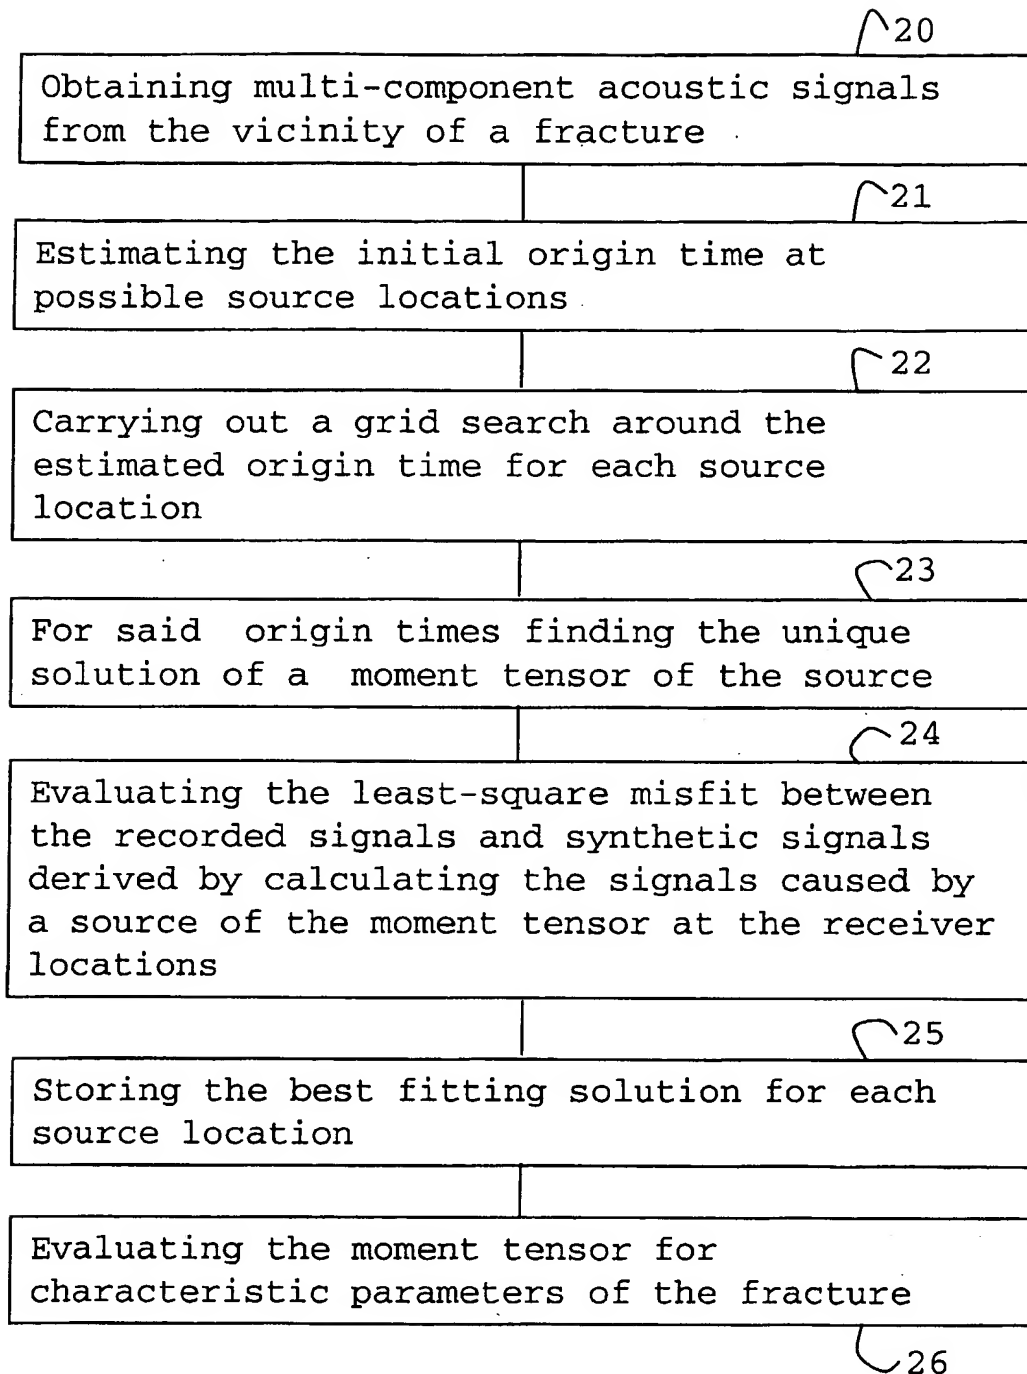 20
Obtaining multi-component acoustic signals
from the vicinity of a fracture
21
Estimating the initial origin time at
possible source locations
22
Carrying out a grid search around the
estimated origin time for each source
location
23
For said origin times finding the unique
solution of a moment tensor of the source
24
Evaluating the least-square misfit between
the recorded signals and synthetic signals
derived by calculating the signals caused by
a source of the moment tensor at the receiver
locations
25
Storing the best fitting solution for each
source location
Evaluating the moment tensor for
characteristic parameters of the fracture
26